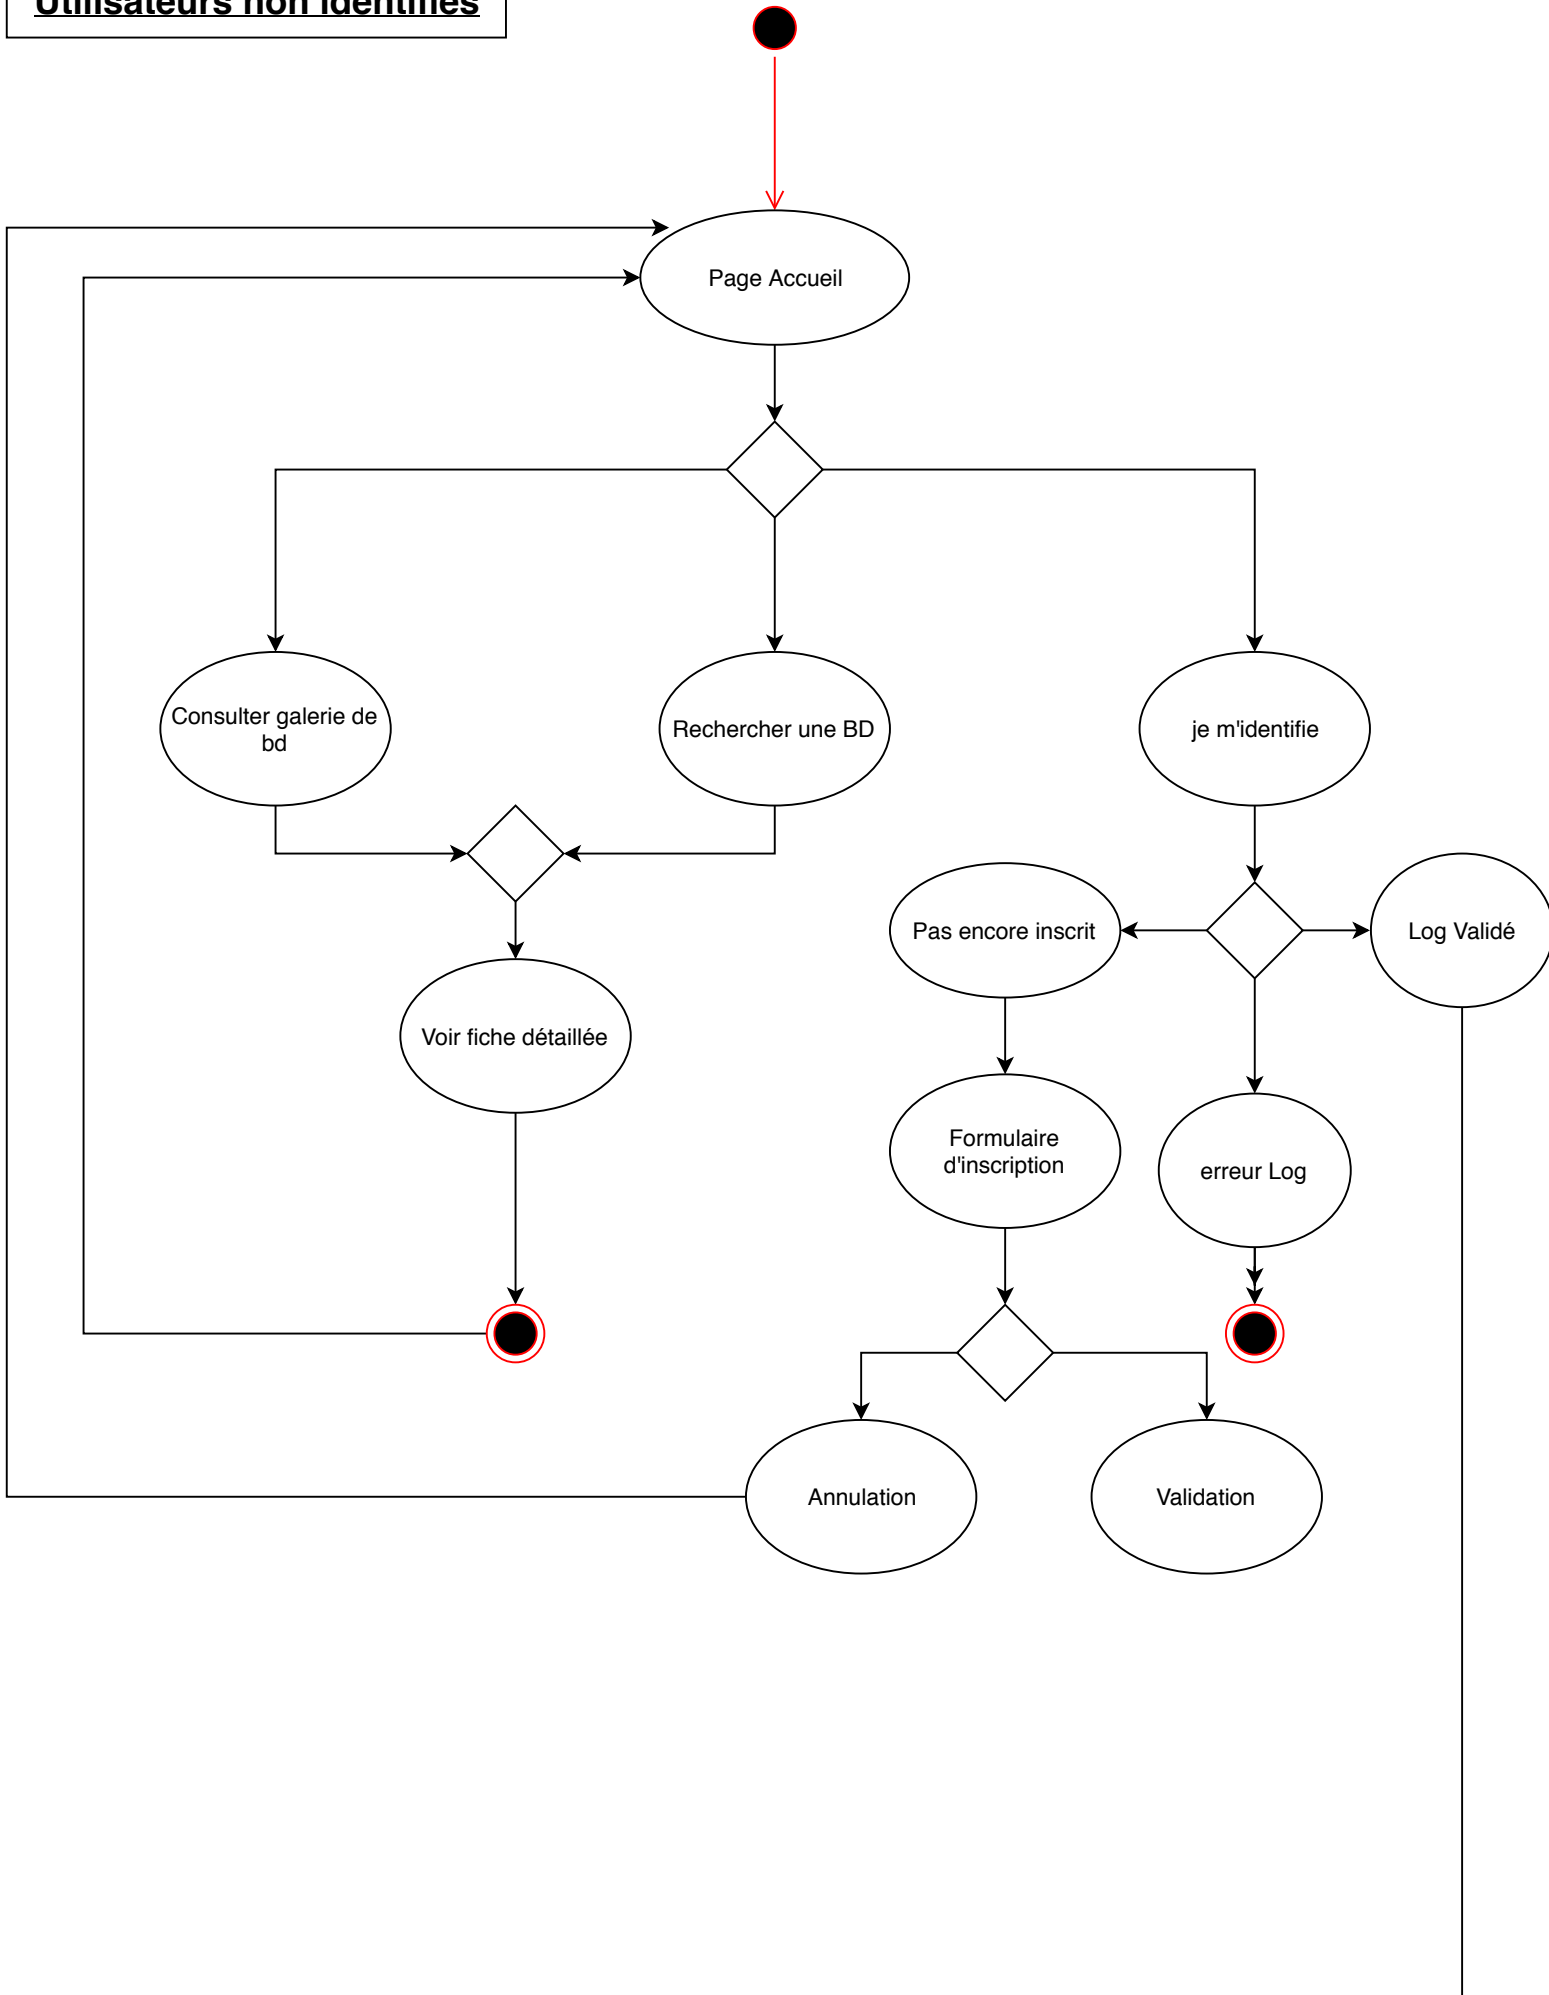 Utilisateurs non identifiés
Page Accueil
Consulter galerie de
bd
Rechercher une BD
je m'identifie
Pas encore inscrit
Log Validé
Voir fiche détaillée
Formulaire
d'inscription
erreur Log
Annulation
Validation